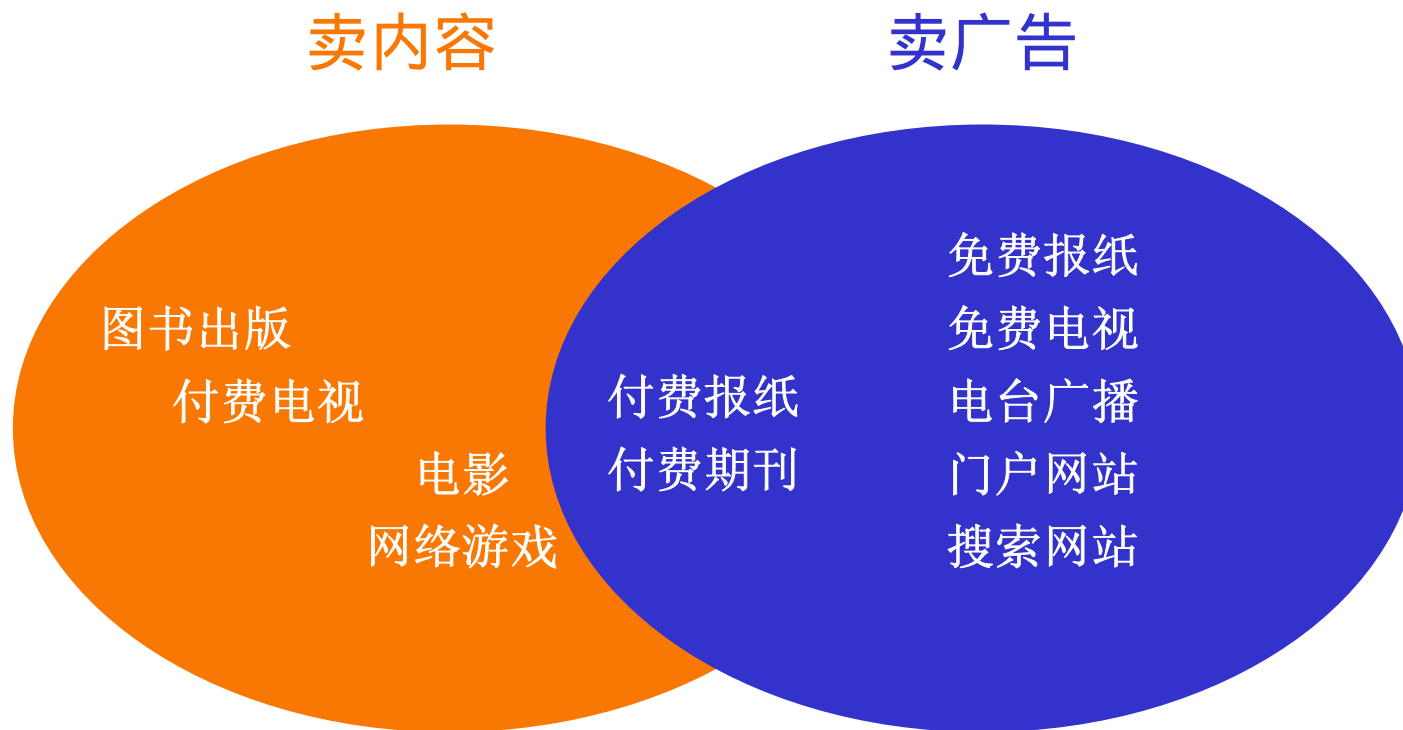 卖内容
卖广告
图书出版
付费电视
电影
网络游戏
付费报纸
付费期刊
免费报纸
免费电视
电台广播
门户网站
搜索网站